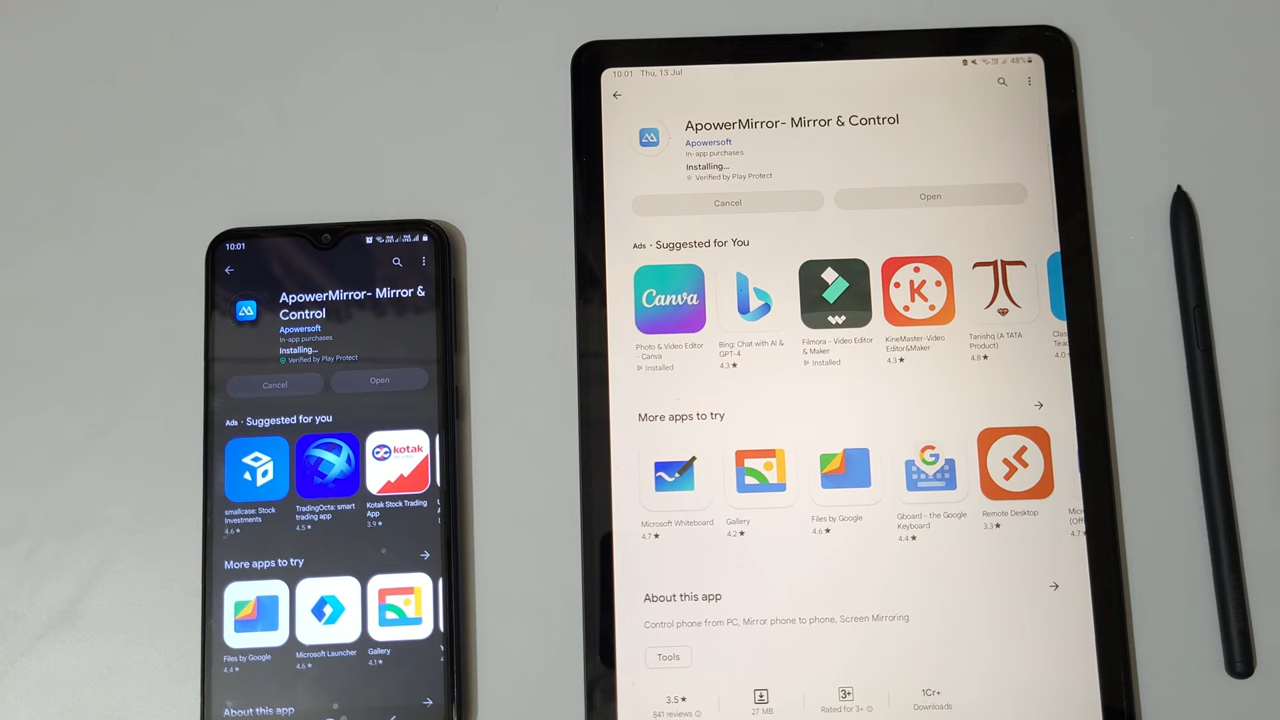 10:01
ApowerMirror- Mirror &
Control
Apowersoft
In-app purchases
Installing...
Verified by Play Protect
Cancel
Open
Ads • Suggested for you
kotak
smallcase: Stock
Investments
4.6★
TradingOcta: smart
trading app
4.5★
Kotak Stock Trading
App
3.9★
More apps to try
Files by Google
4.4★
Microsoft Launcher
4.6★
Gallery
4.1★
About this app
10:01 Thu, 13 Jul
48%
ApowerMirror- Mirror & Control
Apowersoft
In-app purchases
Installing...
Verified by Play Protect
Cancel
Open
Ads • Suggested for You
Canva
K
Photo & Video Editor
- Canva
Installed
Bing: Chat with AI &
GPT-4
4.3★
Filmora - Video Editor
& Maker
Installed
KineMaster-Video
Editor&Maker
4.3★
Tanishq (A TATA
Product)
4.8★
Clas
Teac
4.0
More apps to try
G
Microsoft Whiteboard
4.7★
Gallery
4.2★
Files by Google
4.6★
Gboard - the Google
Keyboard
4.4★
Remote Desktop
3.3★
Micr
(Offi
4.7
About this app
Control phone from PC, Mirror phone to phone, Screen Mirroring
Tools
3.5★
841 reviews
27 MB
3+
Rated for 3+
1Cr+
Downloads